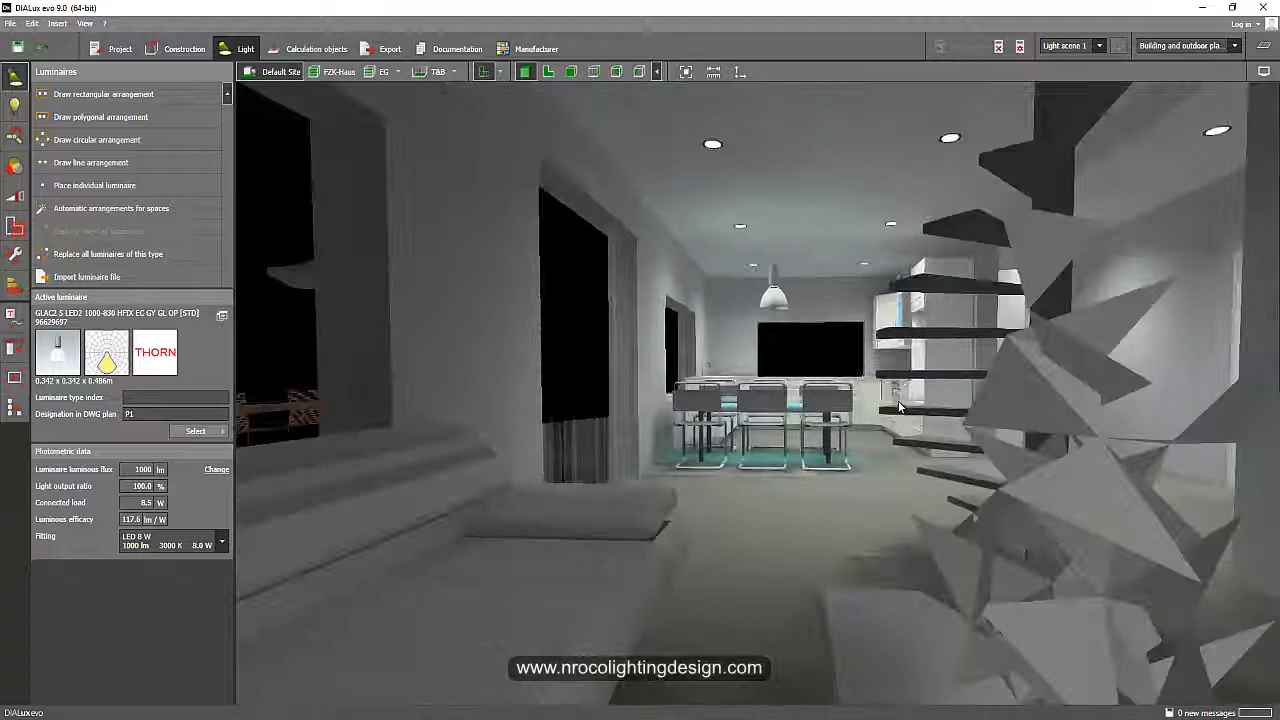 DIALux evo 9.0 (64-bit)
File Edit Insert View ?
Log in
Project Construction Light Calculation objects Export Documentation Manufacturer
Light scene 1
Building and outdoor pla...
Luminaires
Default Site FZK-Haus EG T&B
Draw rectangular arrangement
Draw polygonal arrangement
Draw circular arrangement
Draw line arrangement
Place individual luminaire
Automatic arrangements for spaces
Replace all luminaires of this type
Import luminaire file
Active luminaire
GLAC2 S LED2 1000-830 HFIX EC GY GL OP [STD]
96629697
THORN
0.342 x 0.342 x 0.486m
Luminaire type index
Designation in DWG plan P1
Select
Photometric data
Luminaire luminous flux 1000 lm Change
Light output ratio 100.0 %
Connected load 8.5 W
Luminous efficacy 117.6 lm / W
Fitting LED 8 W
1000 lm 3000 K 8.0 W
www.nrocolightingdesign.com
DIALux evo
0 new messages